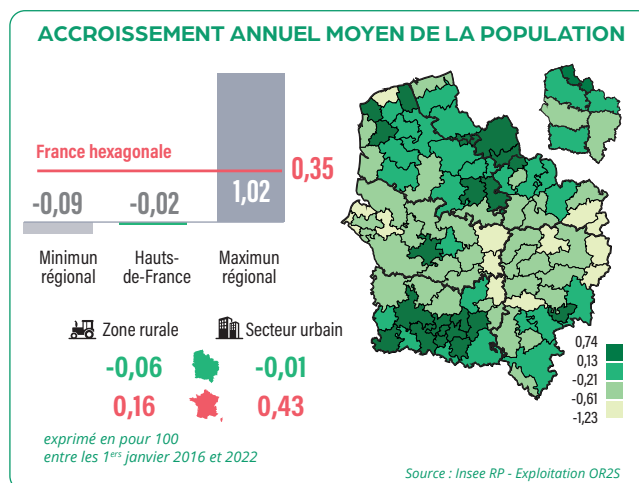 ACCROISSEMENT ANNUEL MOYEN DE LA POPULATION
France hexagonale
0,35
-0,09
-0,02
1,02
Minimun
régional
Hauts-
de-France
Maximun
régional
Zone rurale
Secteur urbain
-0,06
-0,01
0,16
0,43
exprimé en pour 100
entre les 1ers janvier 2016 et 2022
0,74
0,13
-0,21
-0,61
-1,23
Source : Insee RP - Exploitation OR2S